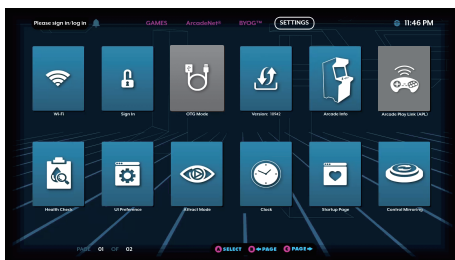 Please sign in/log in
GAMES
ArcadeNet®
BYOG™
SETTINGS
11:46 PM
Wi-Fi
Sign In
OTG Mode
Version: 10142
Arcade Info
Arcade Play Link (APL)
Health Check
UI Preference
Attract Mode
Clock
Startup Page
Control Mirroring
PAGE 01 OF 02
A SELECT
PAGE
PAGE